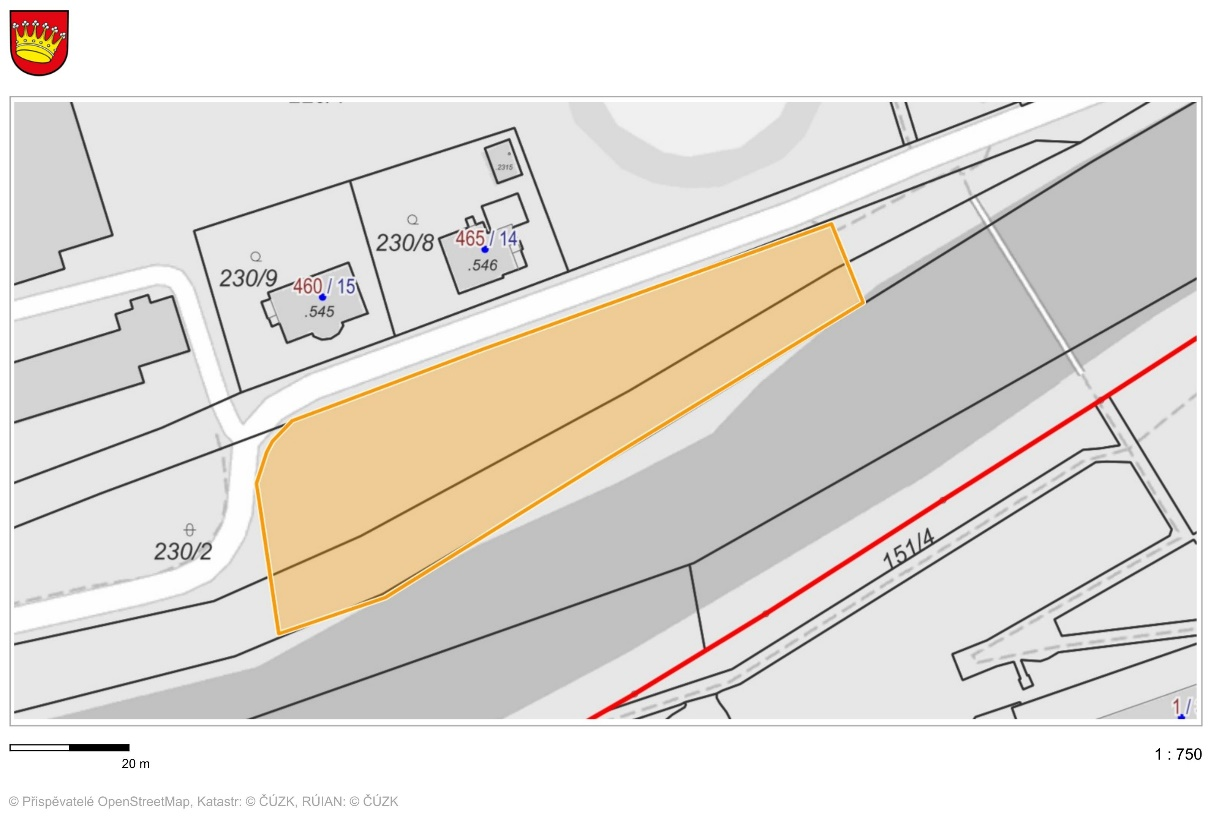 .2315
230/8
465 / 14
.546
230/9
460 / 15
.545
230/2
151/4
1 /
20 m
1 : 750
© Přispěvatelé OpenStreetMap, Katastr: © ČÚZK, RÚIAN: © ČÚZK